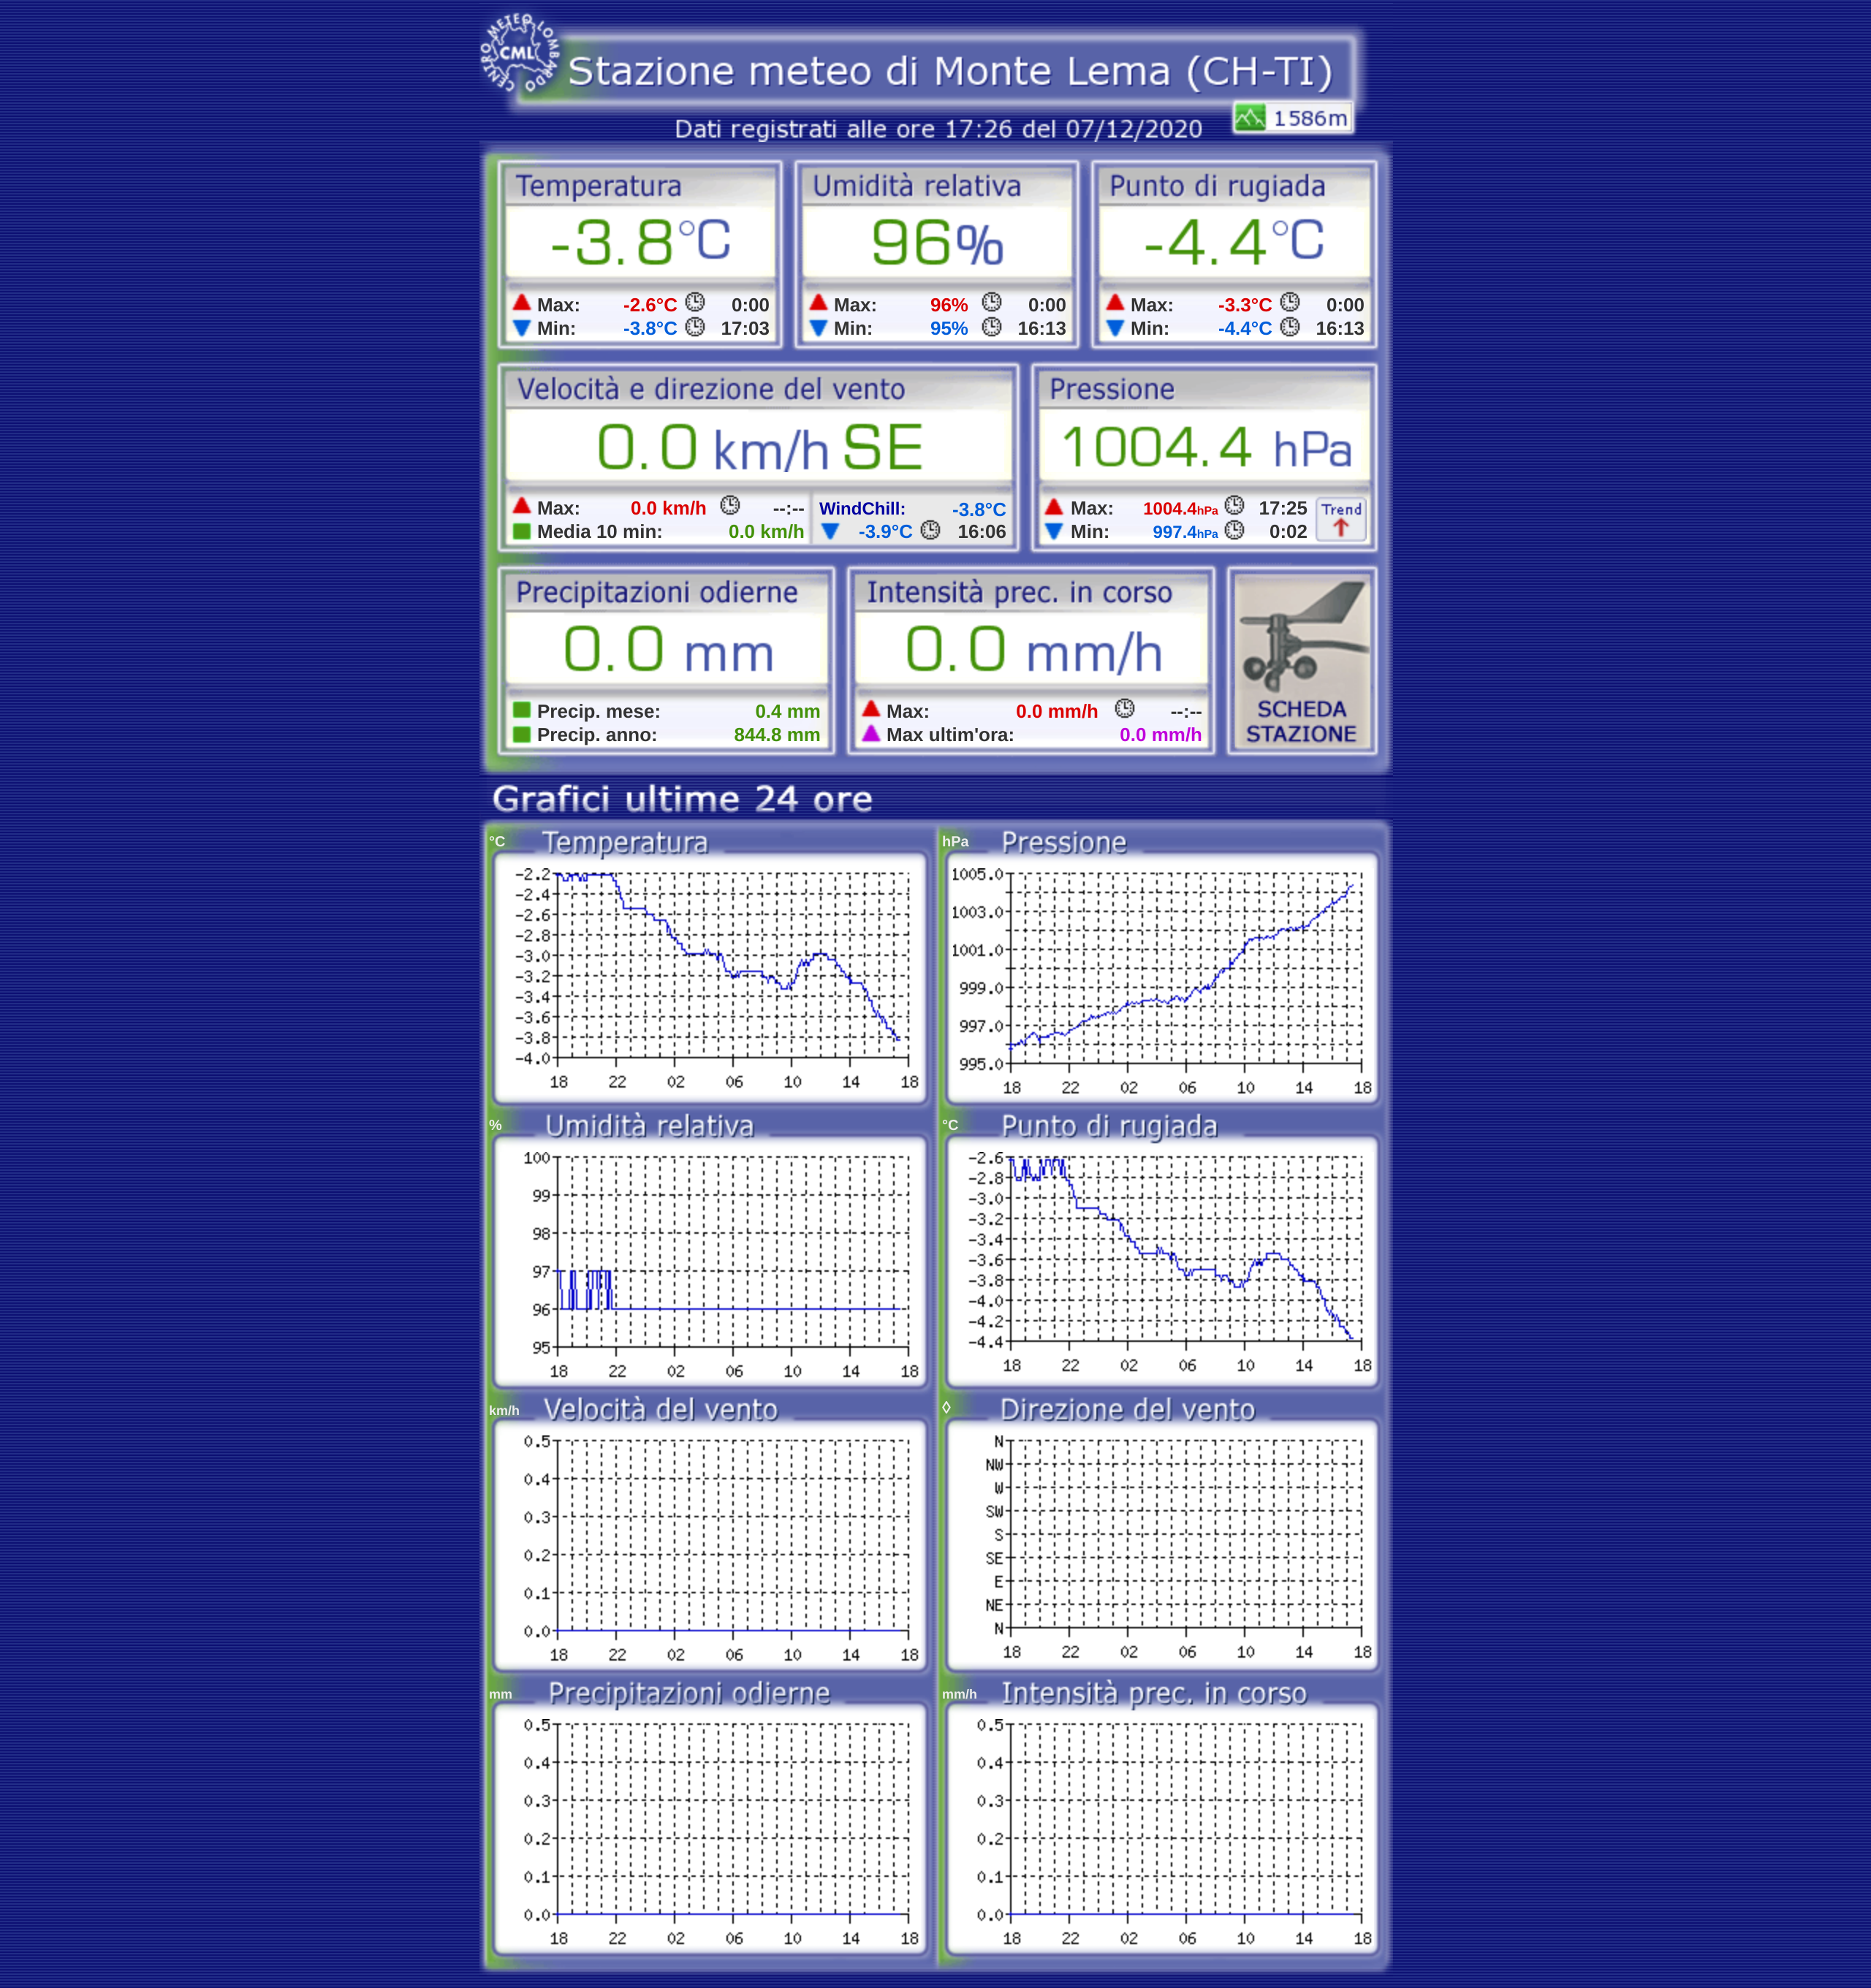 CENTRO METEO LOMBARDO
CML
Stazione meteo di Monte Lema (CH-TI)
1586m
Dati registrati alle ore 17:26 del 07/12/2020
Temperatura
-3.8°C
Max: -2.6°C 0:00
Min: -3.8°C 17:03
Umidità relativa
96%
Max: 96% 0:00
Min: 95% 16:13
Punto di rugiada
-4.4°C
Max: -3.3°C 0:00
Min: -4.4°C 16:13
Velocità e direzione del vento
0.0 km/h SE
Max: 0.0 km/h --:--
Media 10 min: 0.0 km/h
WindChill: -3.8°C
-3.9°C 16:06
Pressione
1004.4 hPa
Max: 1004.4hPa 17:25
Min: 997.4hPa 0:02
Trend
Precipitazioni odierne
0.0 mm
Precip. mese: 0.4 mm
Precip. anno: 844.8 mm
Intensità prec. in corso
0.0 mm/h
Max: 0.0 mm/h --:--
Max ultim'ora: 0.0 mm/h
SCHEDA
STAZIONE
Grafici ultime 24 ore
°C Temperatura
-2.2
-2.4
-2.6
-2.8
-3.0
-3.2
-3.4
-3.6
-3.8
-4.0
18 22 02 06 10 14 18
hPa Pressione
1005.0
1003.0
1001.0
999.0
997.0
995.0
18 22 02 06 10 14 18
% Umidità relativa
100
99
98
97
96
95
18 22 02 06 10 14 18
°C Punto di rugiada
-2.6
-2.8
-3.0
-3.2
-3.4
-3.6
-3.8
-4.0
-4.2
-4.4
18 22 02 06 10 14 18
km/h Velocità del vento
0.5
0.4
0.3
0.2
0.1
0.0
18 22 02 06 10 14 18
◊ Direzione del vento
N
NW
W
SW
S
SE
E
NE
N
18 22 02 06 10 14 18
mm Precipitazioni odierne
0.5
0.4
0.3
0.2
0.1
0.0
18 22 02 06 10 14 18
mm/h Intensità prec. in corso
0.5
0.4
0.3
0.2
0.1
0.0
18 22 02 06 10 14 18